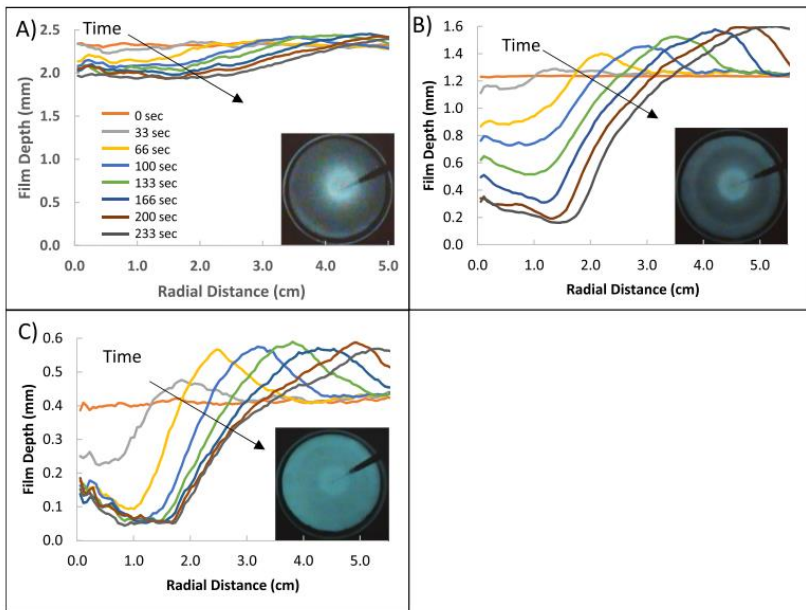 A)
Time
Film Depth (mm)
2.5
2.0
1.5
1.0
0.5
0.0
0 sec
33 sec
66 sec
100 sec
133 sec
166 sec
200 sec
233 sec
0.0 1.0 2.0 3.0 4.0 5.0
Radial Distance (cm)
B)
Time
Film Depth (mm)
1.6
1.4
1.2
1.0
0.8
0.6
0.4
0.2
0.0
0.0 1.0 2.0 3.0 4.0 5.0
Radial Distance (cm)
C)
Time
Film Depth (mm)
0.6
0.5
0.4
0.3
0.2
0.1
0.0
0.0 1.0 2.0 3.0 4.0 5.0
Radial Distance (cm)